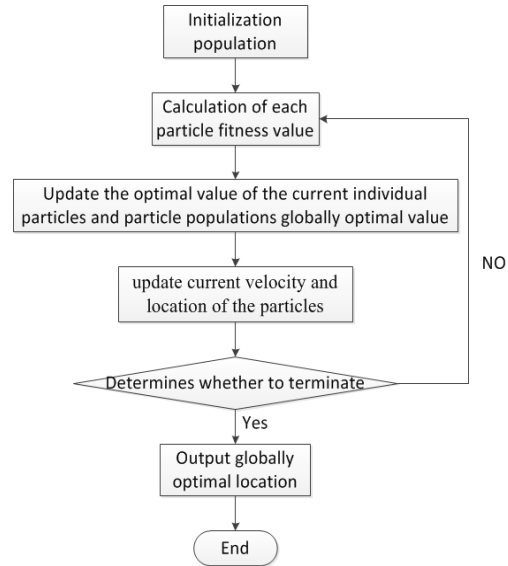 Initialization
population
Calculation of each
particle fitness value
Update the optimal value of the current individual
particles and particle populations globally optimal value
update current velocity and
location of the particles
NO
Determines whether to terminate
Yes
Output globally
optimal location
End